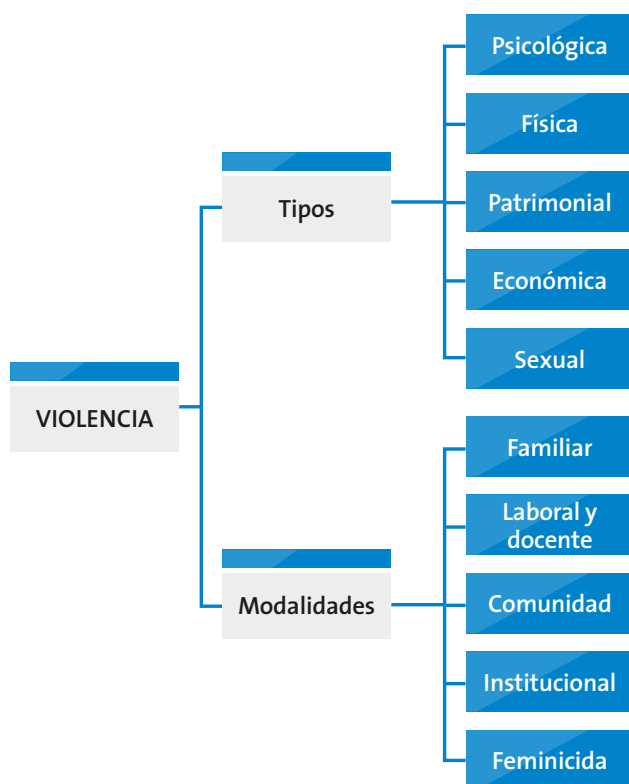 VIOLENCIA
Tipos
Psicológica
Física
Patrimonial
Económica
Sexual
Modalidades
Familiar
Laboral y
docente
Comunidad
Institucional
Feminicida